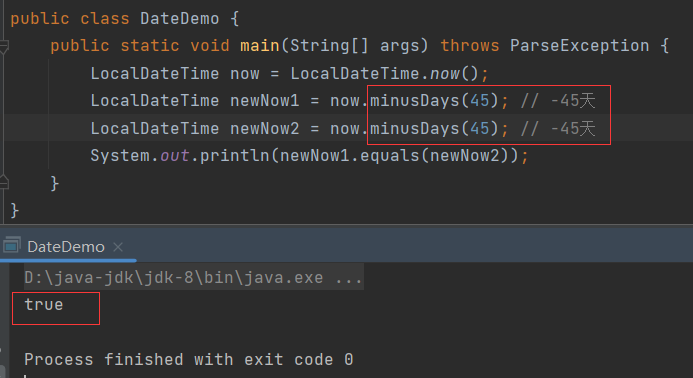 public class DateDemo {
public static void main(String[] args) throws ParseException {
LocalDateTime now = LocalDateTime.now();
LocalDateTime newNow1 = now.minusDays(45); // -45天
LocalDateTime newNow2 = now.minusDays(45); // -45天
System.out.println(newNow1.equals(newNow2));
}
}
DateDemo ×
D:\java-jdk\jdk-8\bin\java.exe ...
true
Process finished with exit code 0